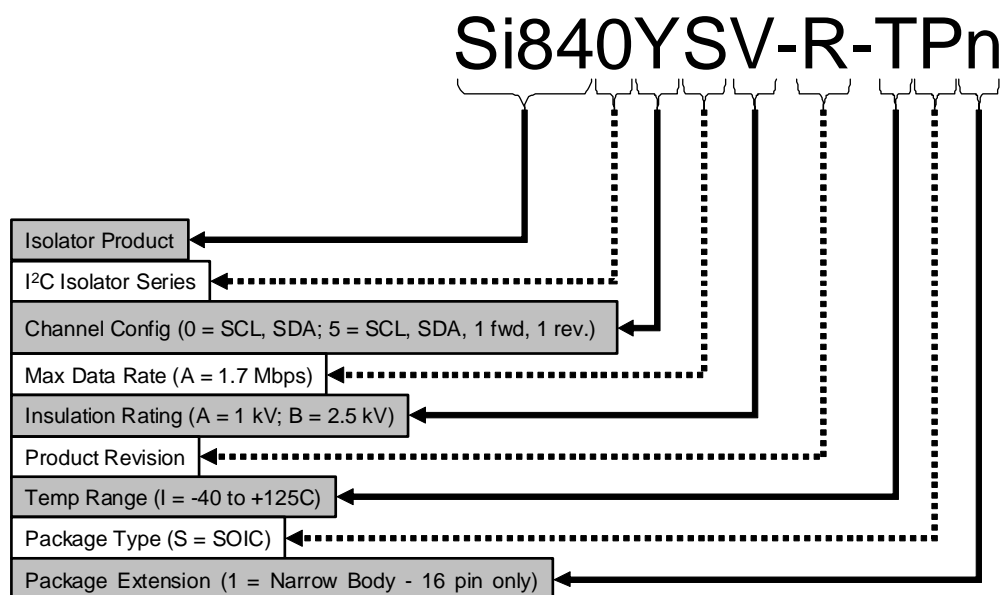 Si840YSV-R-TPn
Isolator Product
I²C Isolator Series
Channel Config (0 = SCL, SDA; 5 = SCL, SDA, 1 fwd, 1 rev.)
Max Data Rate (A = 1.7 Mbps)
Insulation Rating (A = 1 kV; B = 2.5 kV)
Product Revision
Temp Range (I = -40 to +125C)
Package Type (S = SOIC)
Package Extension (1 = Narrow Body - 16 pin only)